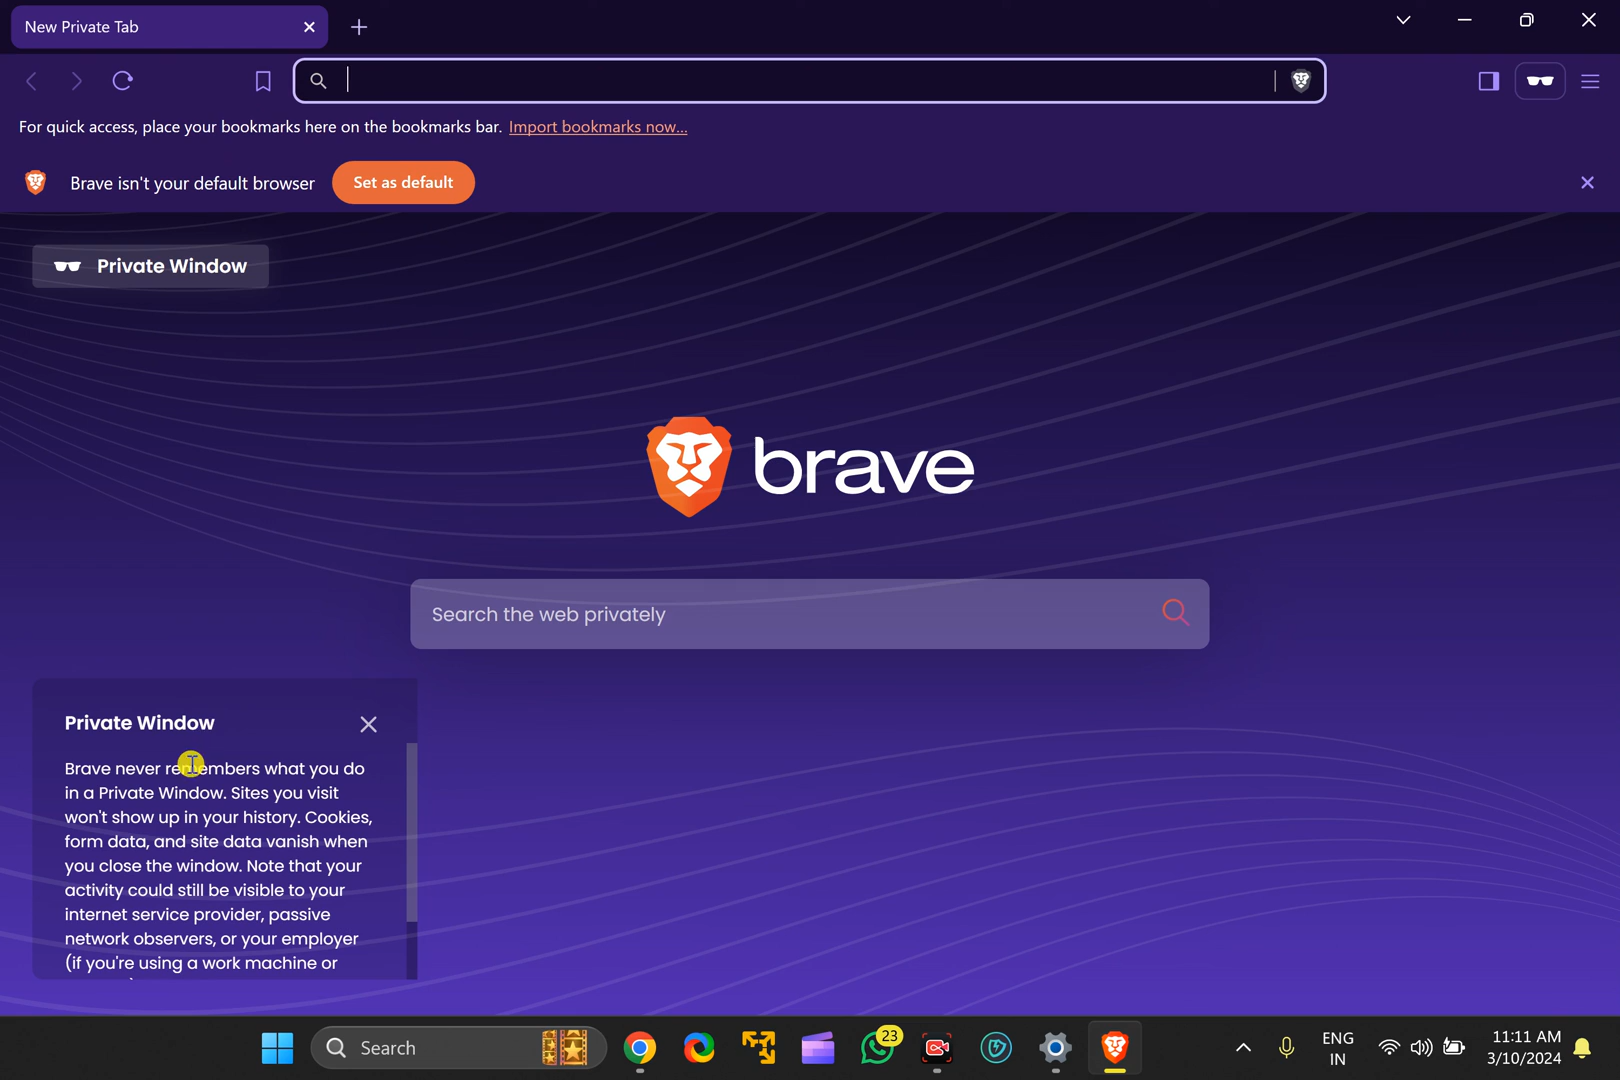 New Private Tab
For quick access, place your bookmarks here on the bookmarks bar. Import bookmarks now...
Brave isn't your default browser Set as default
Private Window
brave
Search the web privately
Private Window
Brave never remembers what you do
in a Private Window. Sites you visit
won't show up in your history. Cookies,
form data, and site data vanish when
you close the window. Note that your
activity could still be visible to your
internet service provider, passive
network observers, or your employer
(if you're using a work machine or
Search
23
ENG
IN
11:11 AM
3/10/2024